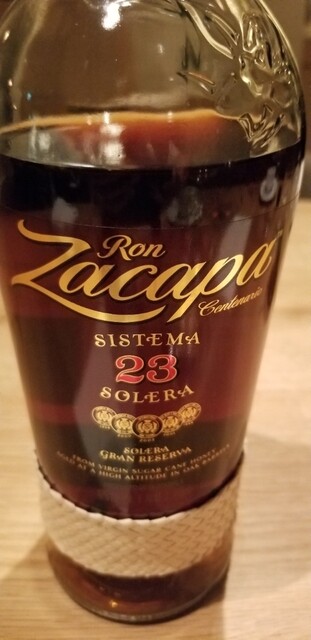 Ron
Zacapa
Centenario
SISTEMA
23
SOLERA
SOLERA
GRAN RESERVA
FROM VIRGIN SUGAR CANE HONEY
AGED AT A HIGH ALTITUDE IN OAK BARRELS